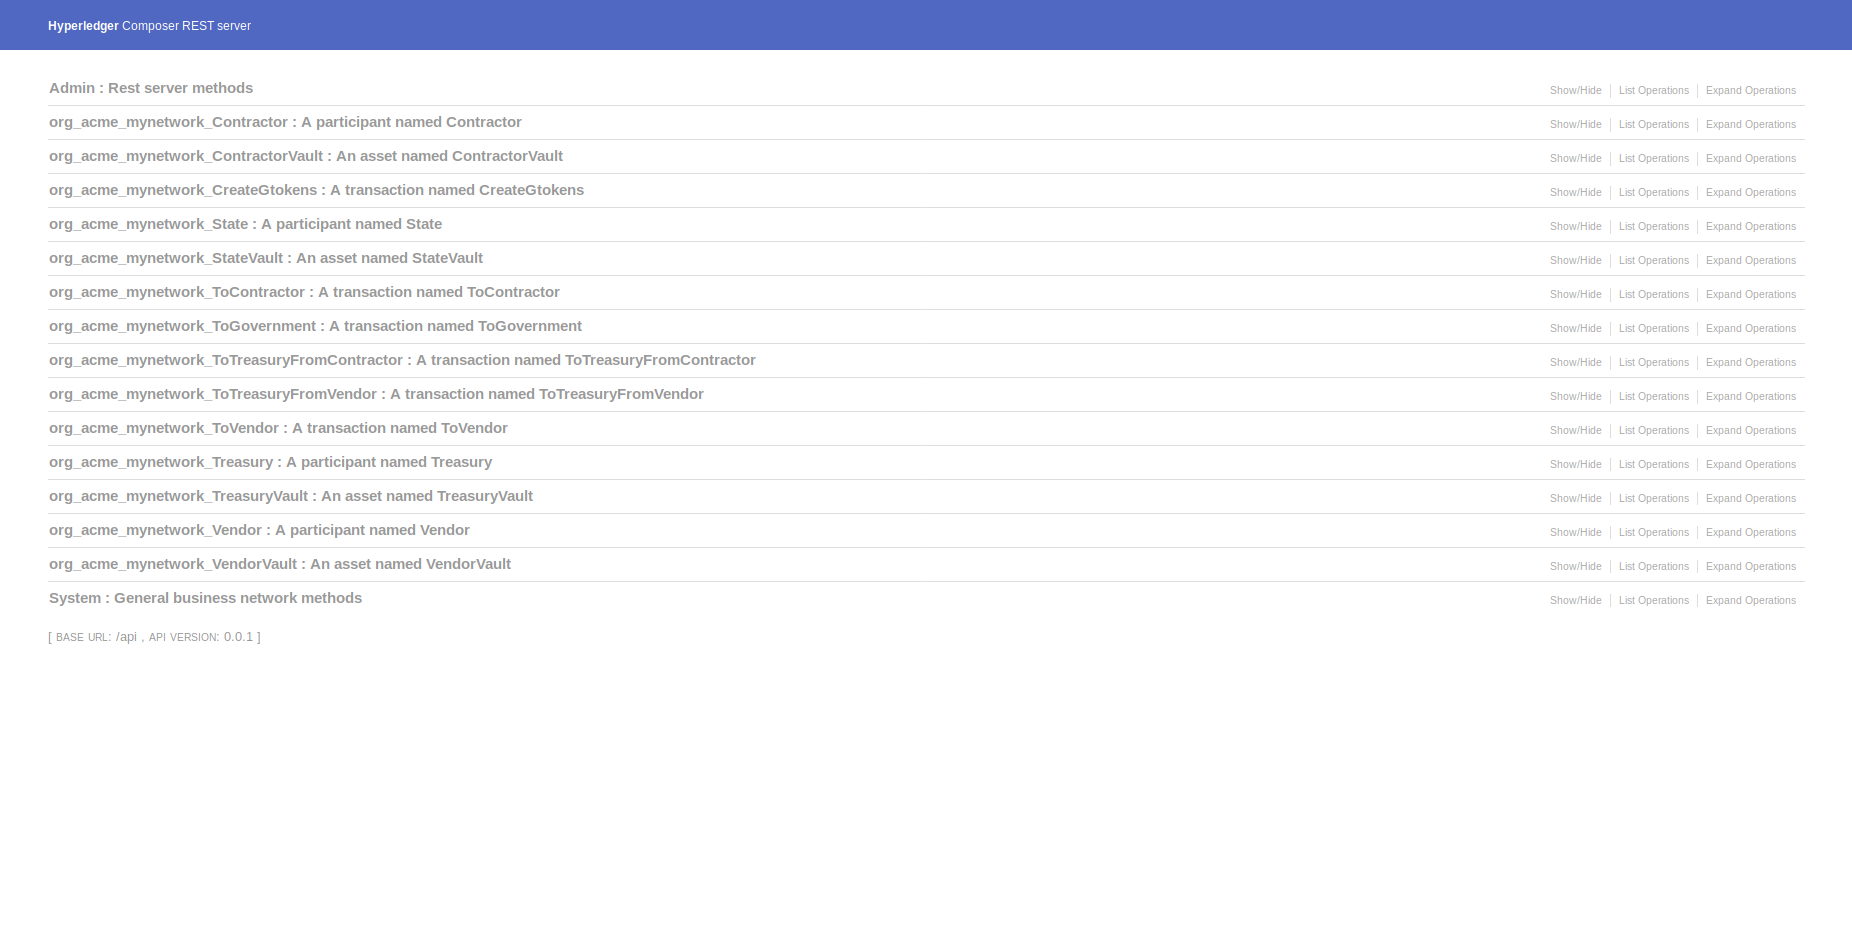 Hyperledger Composer REST server
Admin : Rest server methods Show/Hide List Operations Expand Operations
org_acme_mynetwork_Contractor : A participant named Contractor Show/Hide List Operations Expand Operations
org_acme_mynetwork_ContractorVault : An asset named ContractorVault Show/Hide List Operations Expand Operations
org_acme_mynetwork_CreateGtokens : A transaction named CreateGtokens Show/Hide List Operations Expand Operations
org_acme_mynetwork_State : A participant named State Show/Hide List Operations Expand Operations
org_acme_mynetwork_StateVault : An asset named StateVault Show/Hide List Operations Expand Operations
org_acme_mynetwork_ToContractor : A transaction named ToContractor Show/Hide List Operations Expand Operations
org_acme_mynetwork_ToGovernment : A transaction named ToGovernment Show/Hide List Operations Expand Operations
org_acme_mynetwork_ToTreasuryFromContractor : A transaction named ToTreasuryFromContractor Show/Hide List Operations Expand Operations
org_acme_mynetwork_ToTreasuryFromVendor : A transaction named ToTreasuryFromVendor Show/Hide List Operations Expand Operations
org_acme_mynetwork_ToVendor : A transaction named ToVendor Show/Hide List Operations Expand Operations
org_acme_mynetwork_Treasury : A participant named Treasury Show/Hide List Operations Expand Operations
org_acme_mynetwork_TreasuryVault : An asset named TreasuryVault Show/Hide List Operations Expand Operations
org_acme_mynetwork_Vendor : A participant named Vendor Show/Hide List Operations Expand Operations
org_acme_mynetwork_VendorVault : An asset named VendorVault Show/Hide List Operations Expand Operations
System : General business network methods Show/Hide List Operations Expand Operations
[ BASE URL: /api , API VERSION: 0.0.1 ]